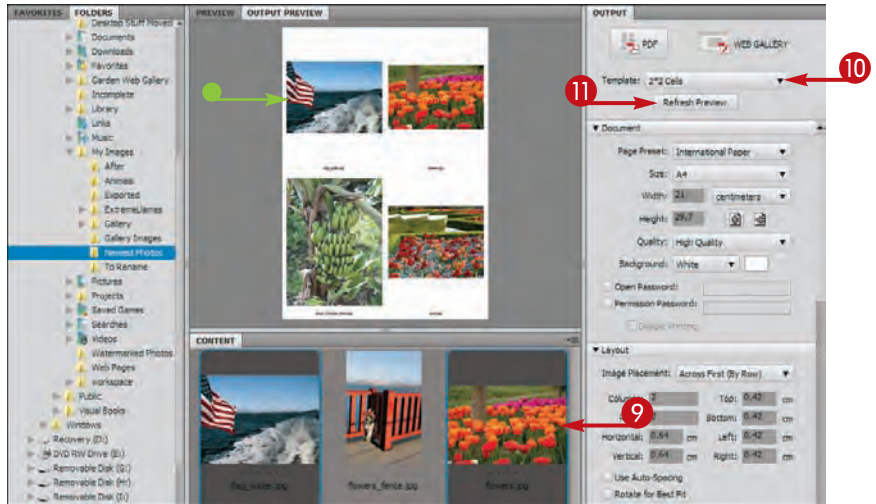 FAVORITES FOLDERS
Desktop Stuff Moved
Documents
Downloads
Favorites
Garden Web Gallery
Incomplete
Library
Links
Music
My Images
After
Animals
Exported
ExtremeLlamas
Gallery
Gallery Images
Newest Photos
To Rename
Pictures
Projects
Saved Games
Searches
Videos
Watermarked Photos
Web Pages
workspace
Public
Visual Books
Windows
Recovery (D:)
DVD RW Drive (E:)
Removable Disk (G:)
Removable Disk (H:)
Removable Disk (I:)
PREVIEW OUTPUT PREVIEW
CONTENT
flag_water.jpg
flowers_fence.jpg
flowers.jpg
OUTPUT
PDF WEB GALLERY
Template: 2*2 Cells
10
11
Refresh Preview
Document
Page Preset: International Paper
Size: A4
Width: 21 centimeters
Height: 29.7
Quality: High Quality
Background: White
Open Password:
Permission Password:
Disable Printing
Layout
Image Placement: Across First (By Row)
Columns: 2 Top: 0.42 cm
Bottom: 0.42 cm
9
Horizontal: 0.64 cm Left: 0.42 cm
Vertical: 0.64 cm Right: 0.42 cm
Use Auto-Spacing
Rotate for Best Fit